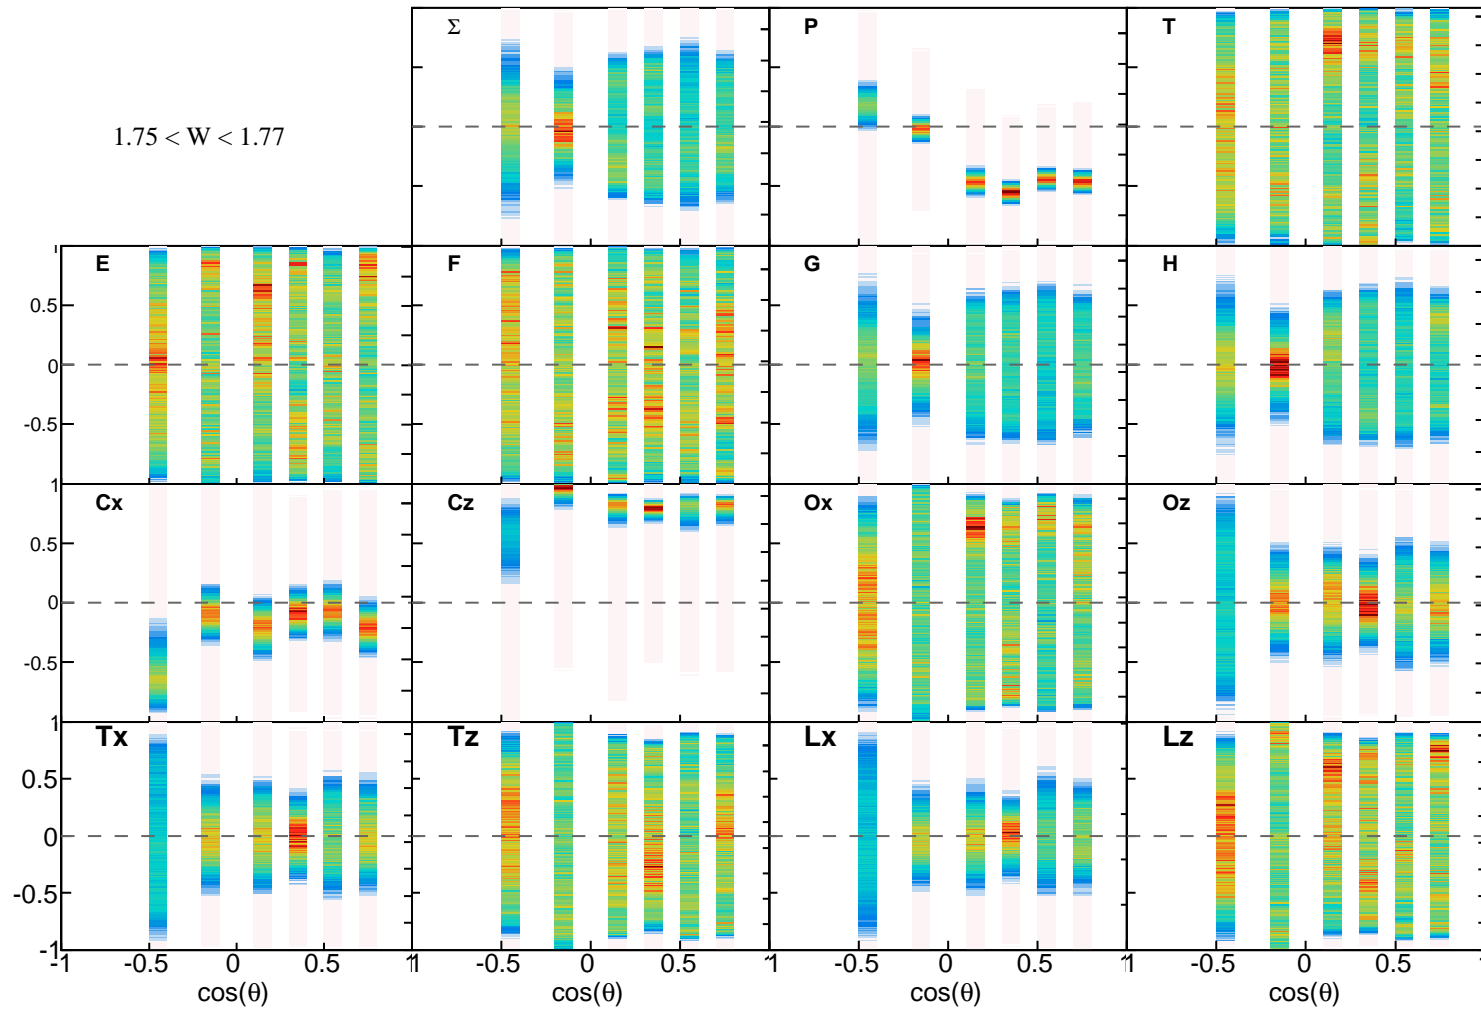 Σ P T
1.75 < W < 1.77
E F G H
0.5
0
-0.5
1
Cx Cz Ox Oz
0.5
0
-0.5
1
Tx Tz Lx Lz
0.5
0
-0.5
-1
-1 -0.5 0 0.5 1 -0.5 0 0.5 1 -0.5 0 0.5 1 -0.5 0 0.5 1
cos(θ) cos(θ) cos(θ) cos(θ)